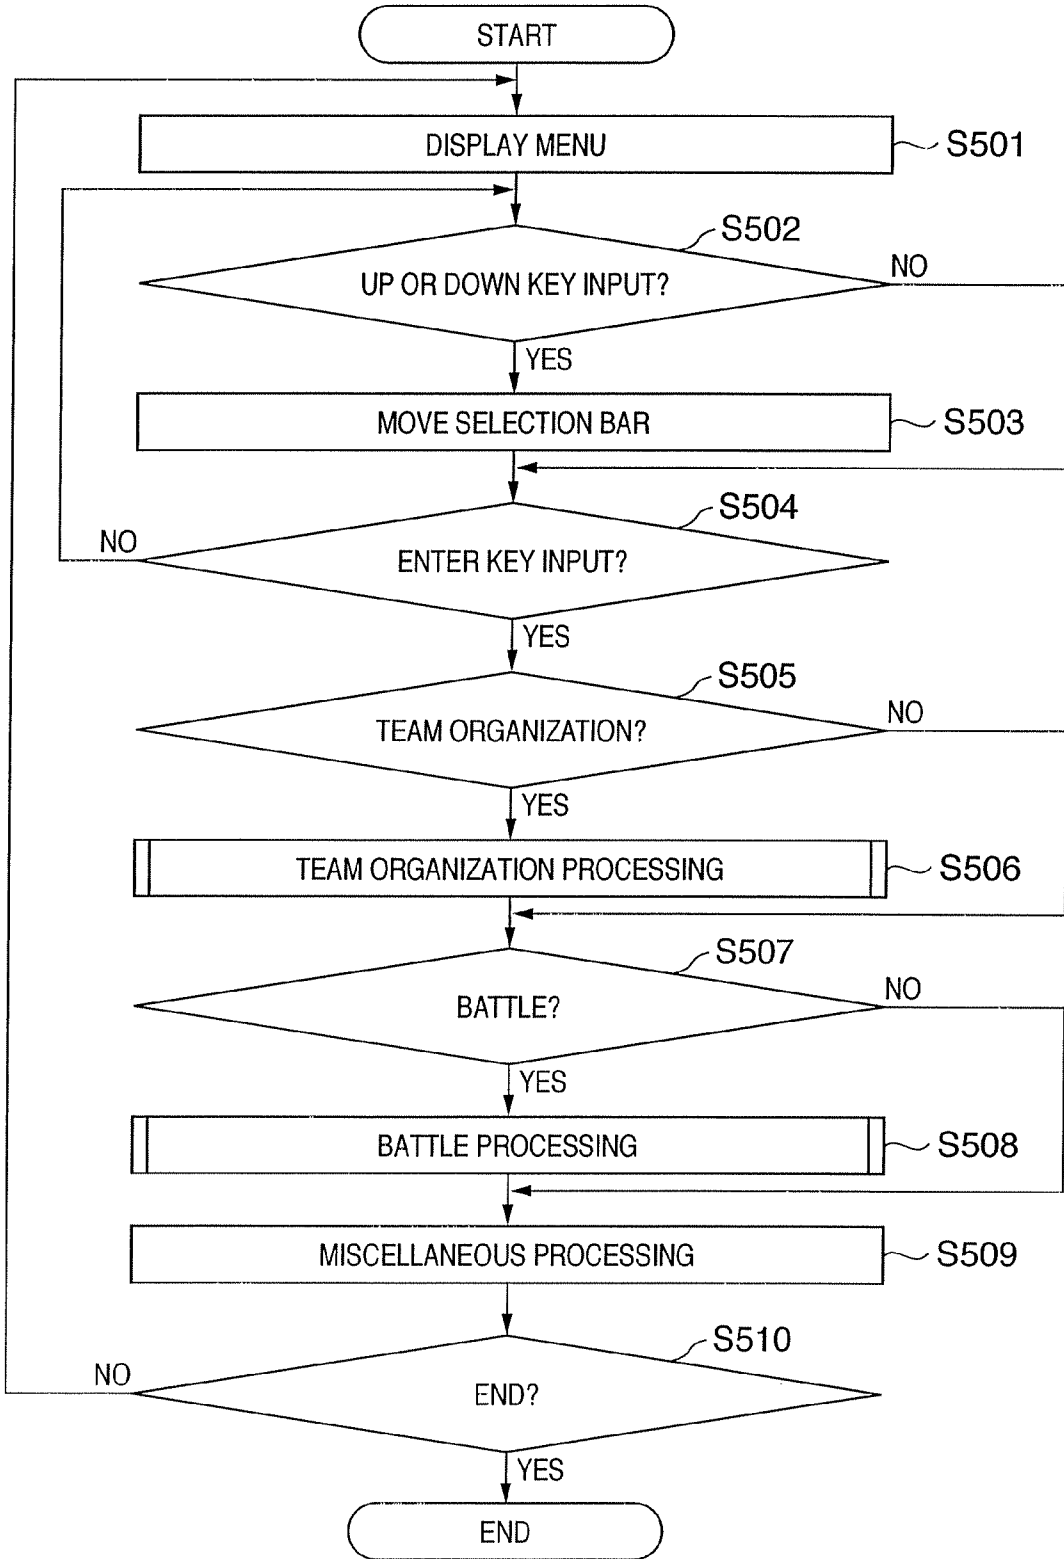 START
DISPLAY MENU
S501
S502
UP OR DOWN KEY INPUT?
NO
YES
MOVE SELECTION BAR
S503
S504
NO
ENTER KEY INPUT?
YES
S505
TEAM ORGANIZATION?
NO
YES
TEAM ORGANIZATION PROCESSING
S506
S507
BATTLE?
NO
YES
BATTLE PROCESSING
S508
MISCELLANEOUS PROCESSING
S509
S510
NO
END?
YES
END